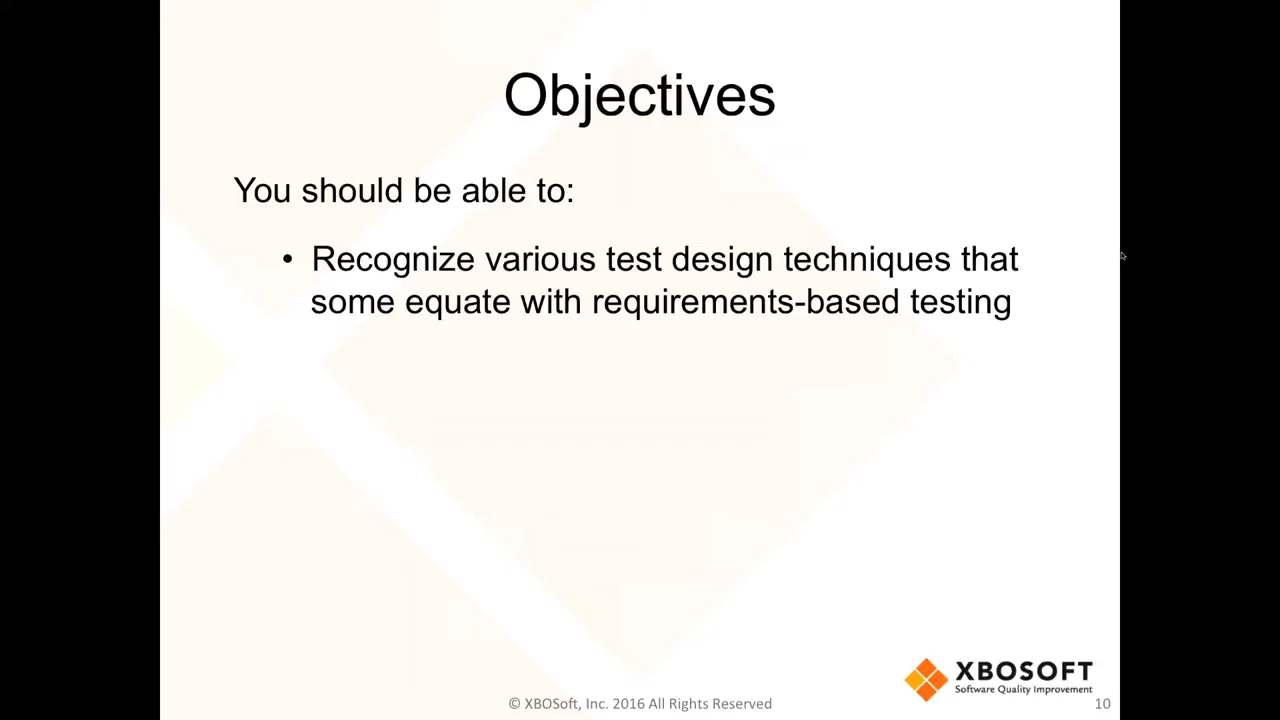 Objectives
You should be able to:
• Recognize various test design techniques that
some equate with requirements-based testing
XBOSOFT
Software Quality Improvement
© XBOSoft, Inc. 2016 All Rights Reserved
10